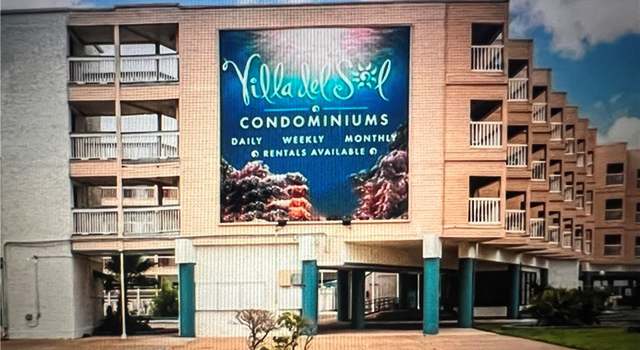 Villa del Sol
CONDOMINIUMS
DAILY WEEKLY MONTHLY
RENTALS AVAILABLE